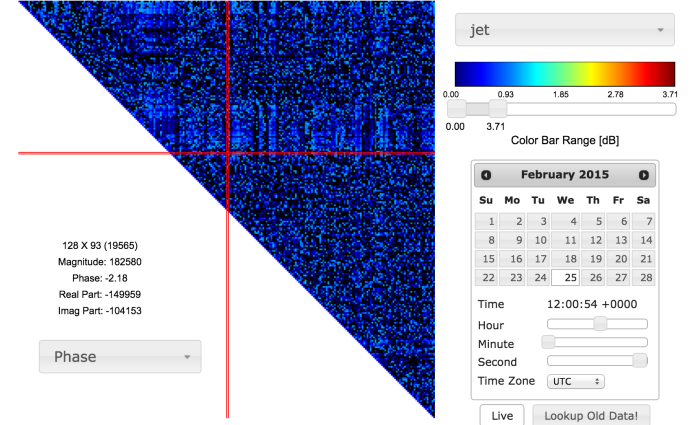 jet
0.00 0.93 1.85 2.78 3.71
0.00 3.71
Color Bar Range [dB]
February 2015
Su Mo Tu We Th Fr Sa
1 2 3 4 5 6 7
8 9 10 11 12 13 14
15 16 17 18 19 20 21
22 23 24 25 26 27 28
Time 12:00:54 +0000
Hour
Minute
Second
Time Zone UTC
Live Lookup Old Data!
128 X 93 (19565)
Magnitude: 182580
Phase: -2.18
Real Part: -149959
Imag Part: -104153
Phase